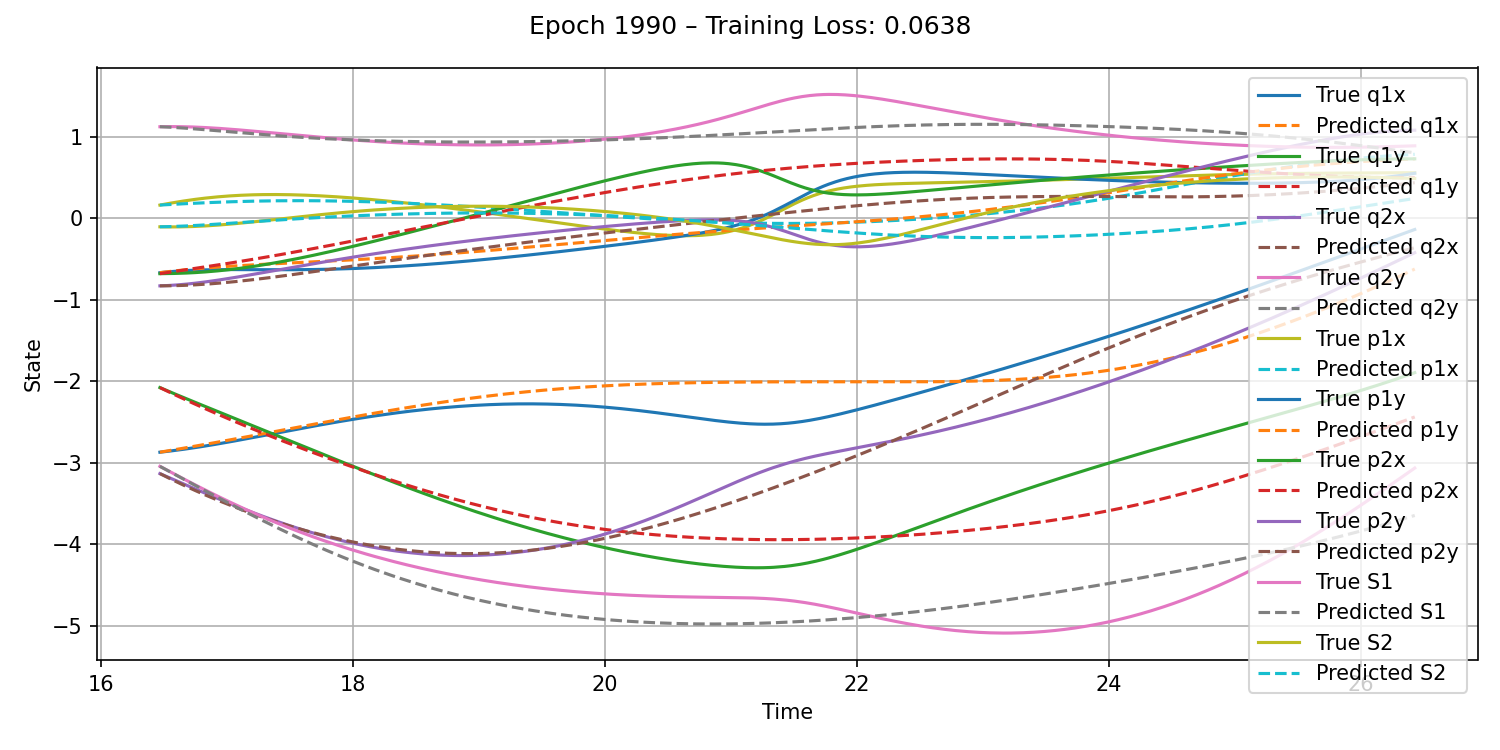 Epoch 1990 – Training Loss: 0.0638
State
1
0
−1
−2
−3
−4
−5
16
18
20
22
24
26
Time
True q1x
Predicted q1x
True q1y
Predicted q1y
True q2x
Predicted q2x
True q2y
Predicted q2y
True p1x
Predicted p1x
True p1y
Predicted p1y
True p2x
Predicted p2x
True p2y
Predicted p2y
True S1
Predicted S1
True S2
Predicted S2